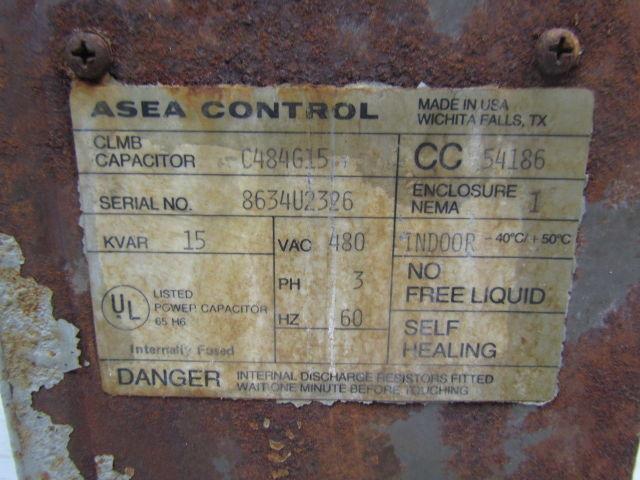 ASEA CONTROL
MADE IN USA
WICHITA FALLS, TX
CLMB
CAPACITOR C484G15
CC 54186
SERIAL NO. 8634U2326
ENCLOSURE
NEMA 1
KVAR 15
VAC 480
INDOOR -40°C/+50°C
PH 3
NO
FREE LIQUID
UL LISTED
POWER CAPACITOR
65 H6
HZ 60
SELF
HEALING
Internally Fused
DANGER INTERNAL DISCHARGE RESISTORS FITTED
WAIT ONE MINUTE BEFORE TOUCHING